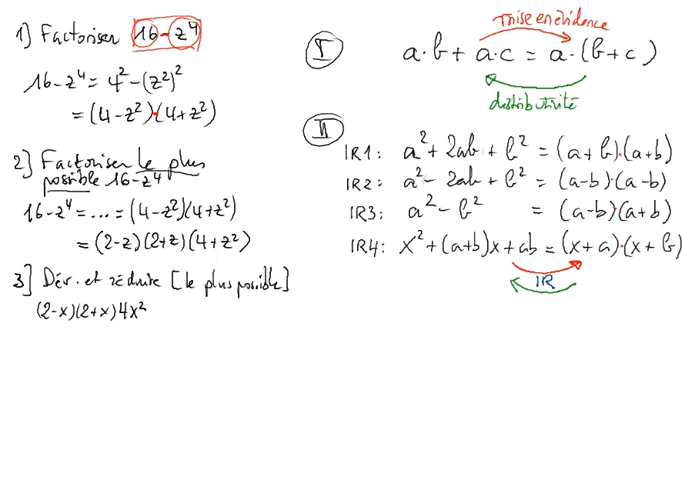 1) Factoriser 16-z⁴
16-z⁴ = 4² - (z²)²
= (4-z²)·(4+z²)
2) Factoriser le plus
possible 16-z⁴
16-z⁴ = ... = (4-z²)(4+z²)
= (2-z)(2+z)(4+z²)
3] Dév. et réduire [le plus possible]
(2-x)(2+x)4x²
Mise en évidence
I a·b + a·c = a·(b+c)
distributivité
II
IR1: a² + 2ab + b² = (a+b)·(a+b)
IR2: a² - 2ab + b² = (a-b)·(a-b)
IR3: a² - b² = (a-b)·(a+b)
IR4: x² + (a+b)x + ab = (x+a)·(x+b)
IR